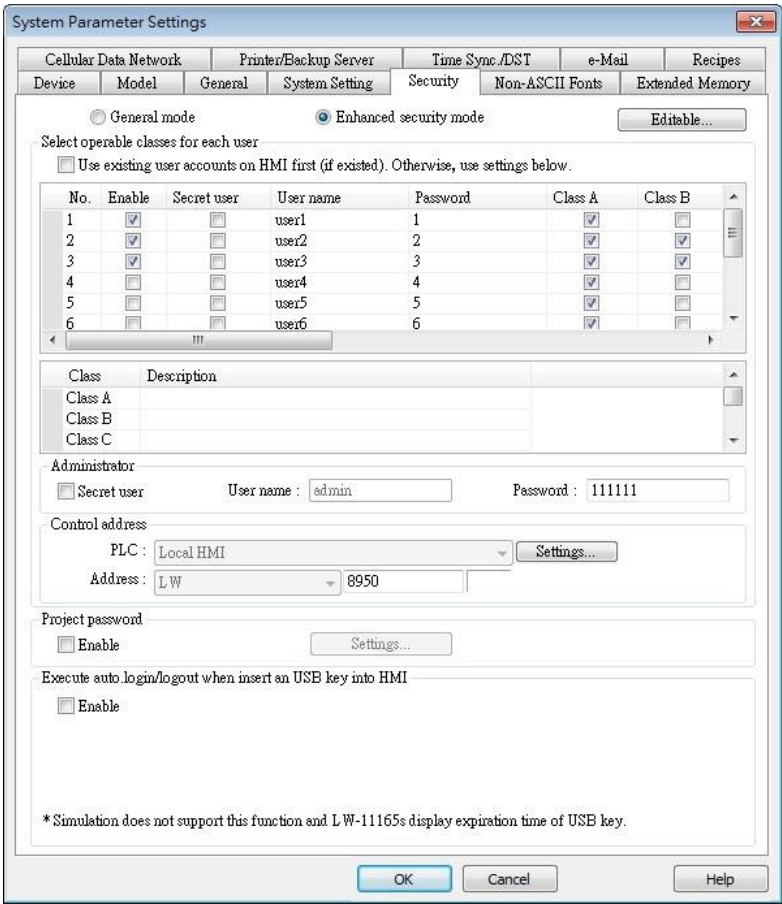 System Parameter Settings
Cellular Data Network Printer/Backup Server Time Sync./DST e-Mail Recipes
Device Model General System Setting Security Non-ASCII Fonts Extended Memory
General mode Enhanced security mode Editable...
Select operable classes for each user
Use existing user accounts on HMI first (if existed). Otherwise, use settings below.
No. Enable Secret user User name Password Class A Class B
1 user1 1
2 user2 2
3 user3 3
4 user4 4
5 user5 5
6 user6 6
Class Description
Class A
Class B
Class C
Administrator
Secret user User name : admin Password : 111111
Control address
PLC : Local HMI Settings...
Address : LW 8950
Project password
Enable Settings...
Execute auto.login/logout when insert an USB key into HMI
Enable
* Simulation does not support this function and LW-11165s display expiration time of USB key.
OK Cancel Help